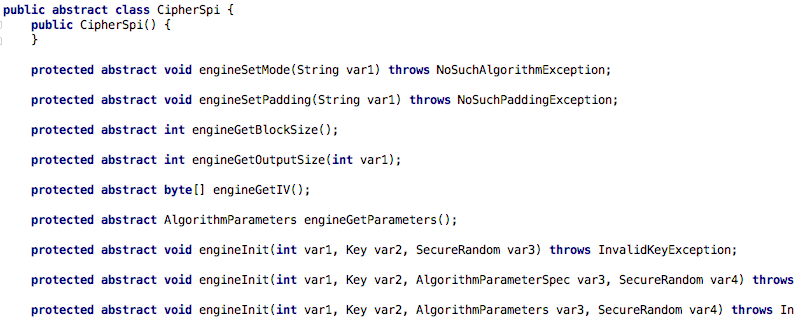 public abstract class CipherSpi {
public CipherSpi() {
}
protected abstract void engineSetMode(String var1) throws NoSuchAlgorithmException;
protected abstract void engineSetPadding(String var1) throws NoSuchPaddingException;
protected abstract int engineGetBlockSize();
protected abstract int engineGetOutputSize(int var1);
protected abstract byte[] engineGetIV();
protected abstract AlgorithmParameters engineGetParameters();
protected abstract void engineInit(int var1, Key var2, SecureRandom var3) throws InvalidKeyException;
protected abstract void engineInit(int var1, Key var2, AlgorithmParameterSpec var3, SecureRandom var4) throws
protected abstract void engineInit(int var1, Key var2, AlgorithmParameters var3, SecureRandom var4) throws In